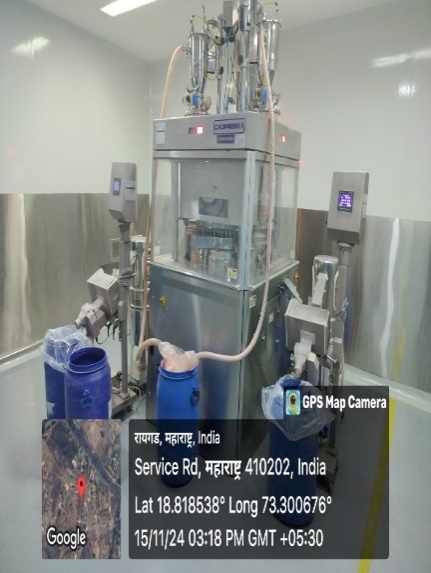 GPS Map Camera
रायगड, महाराष्ट्र, India
Service Rd, महाराष्ट्र 410202, India
Lat 18.818538° Long 73.300676°
15/11/24 03:18 PM GMT +05:30
Google